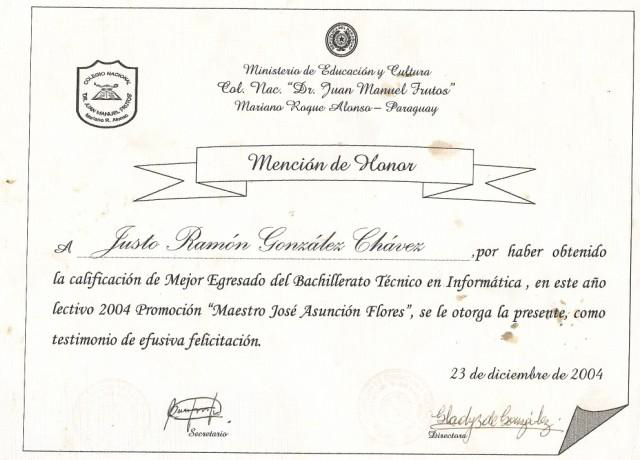 Ministerio de Educación y Cultura
Col. Nac. "Dr. Juan Manuel Frutos"
Mariano Roque Alonso – Paraguay
COLEGIO NACIONAL
DR. JUAN MANUEL FRUTOS
Mariano R. Alonso
Mención de Honor
A Justo Ramón González Chávez ,por haber obtenido
la calificación de Mejor Egresado del Bachillerato Técnico en Informática , en este año
lectivo 2004 Promoción "Maestro José Asunción Flores", se le otorga la presente, como
testimonio de efusiva felicitación.
23 de diciembre de 2004
Secretario
Gladys de González
Directora